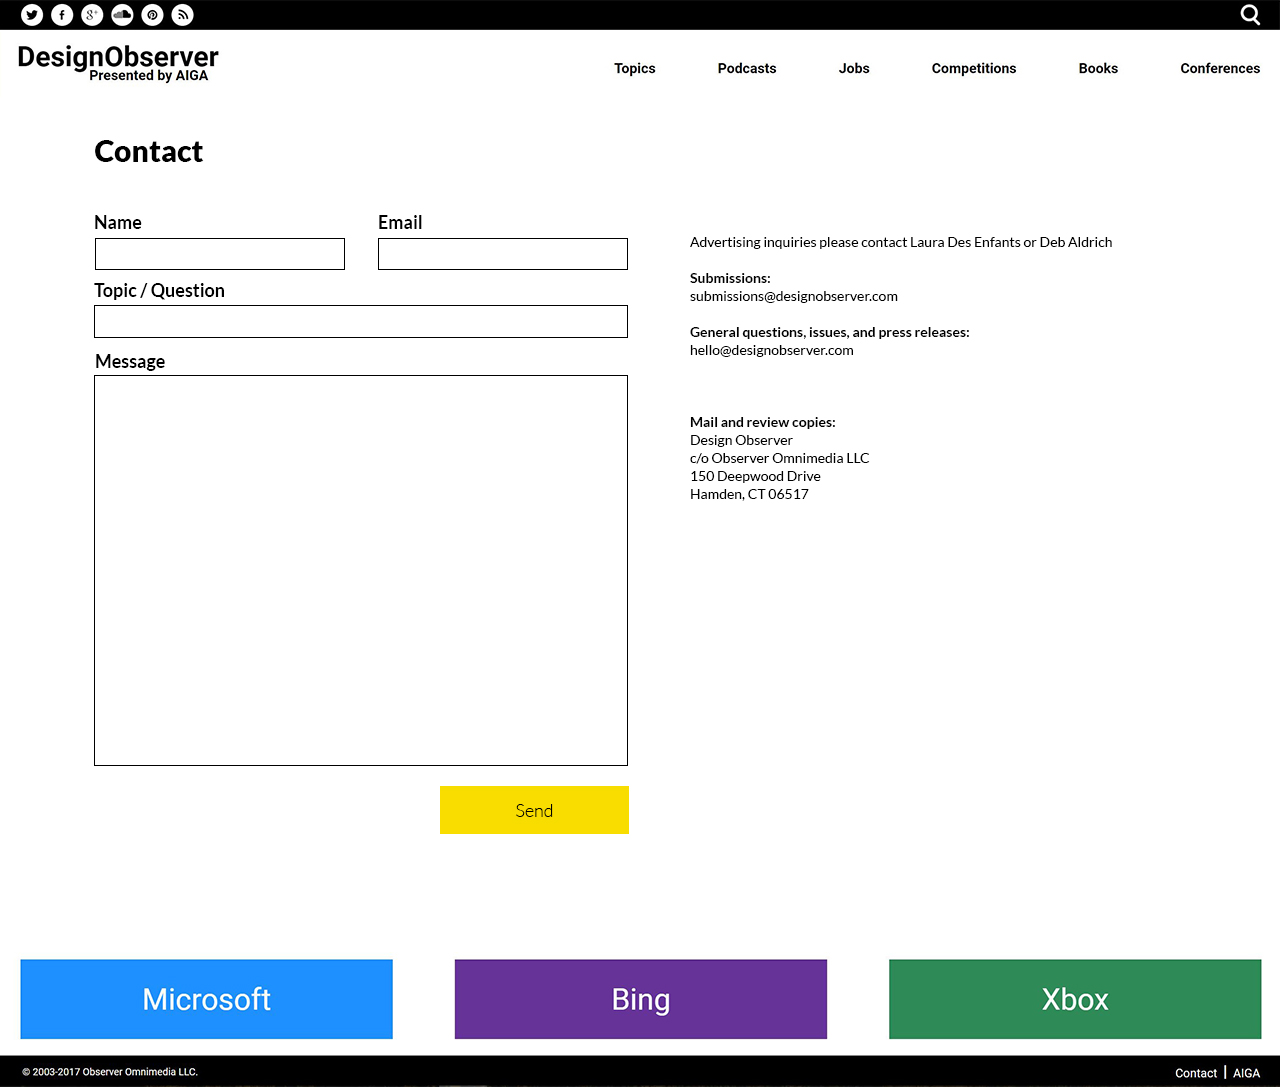 DesignObserver
Presented by AIGA
Topics Podcasts Jobs Competitions Books Conferences
Contact
Name Email
Topic / Question
Message
Send
Advertising inquiries please contact Laura Des Enfants or Deb Aldrich
Submissions:
submissions@designobserver.com
General questions, issues, and press releases:
hello@designobserver.com
Mail and review copies:
Design Observer
c/o Observer Omnimedia LLC
150 Deepwood Drive
Hamden, CT 06517
Microsoft Bing Xbox
© 2003-2017 Observer Omnimedia LLC.
Contact | AIGA